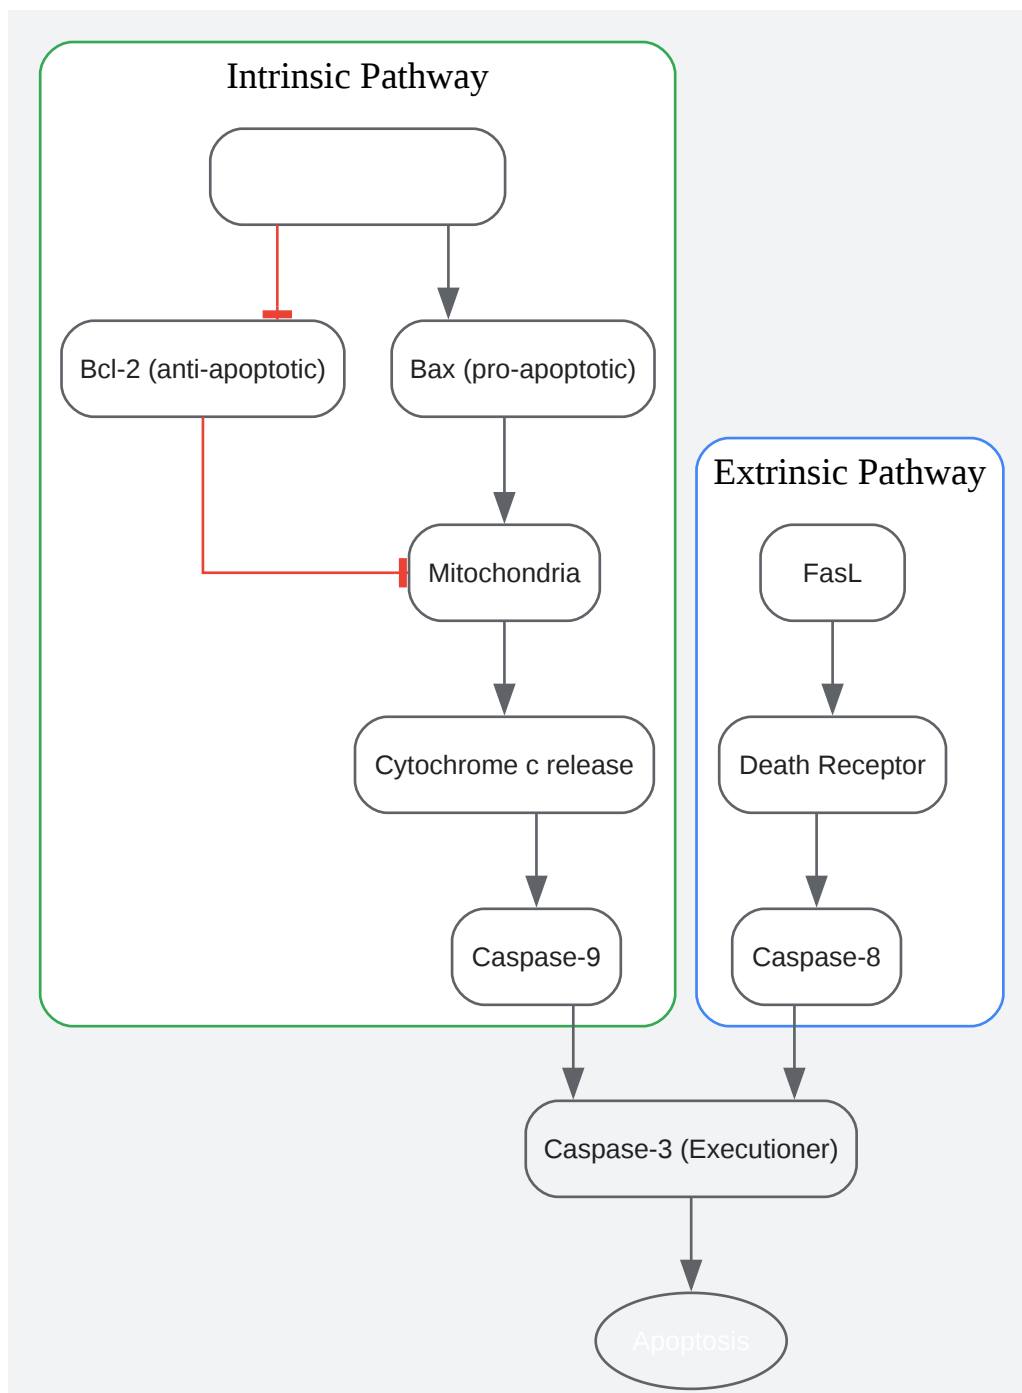 Intrinsic Pathway
Bcl-2 (anti-apoptotic)
Bax (pro-apoptotic)
Extrinsic Pathway
Mitochondria
FasL
Cytochrome c release
Death Receptor
Caspase-9
Caspase-8
Caspase-3 (Executioner)
Apoptosis